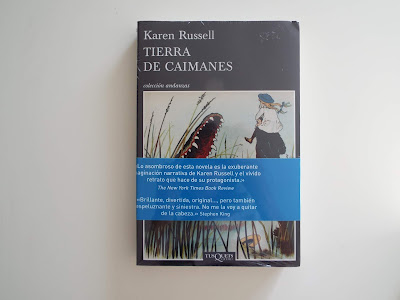 Karen Russell
TIERRA
DE CAIMANES
colección andanzas
«Lo asombroso de esta novela es la exuberante
imaginación narrativa de Karen Russell y el vívido
retrato que hace de su protagonista.»
The New York Times Book Review
«Brillante, divertida, original..., pero también
espeluznante y siniestra. No me la voy a quitar
de la cabeza.» Stephen King
TUSQUETS